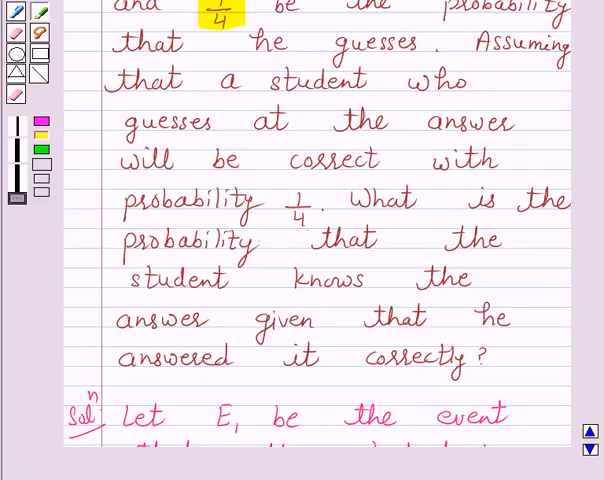 and 1/4 be the probability
that he guesses. Assuming
that a student who
guesses at the answer
will be correct with
probability 1/4. What is the
probability that the
student knows the
answer given that he
answered it correctly?
Solⁿ: Let E₁ be the event